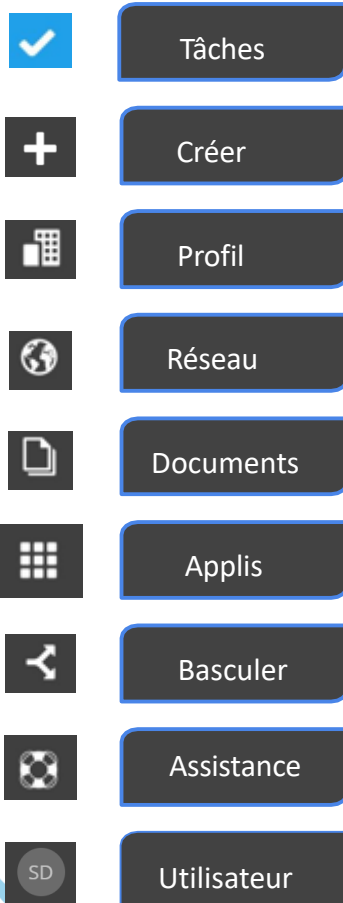 Tâches
Créer
Profil
Réseau
Documents
Applis
Basculer
Assistance
SD
Utilisateur